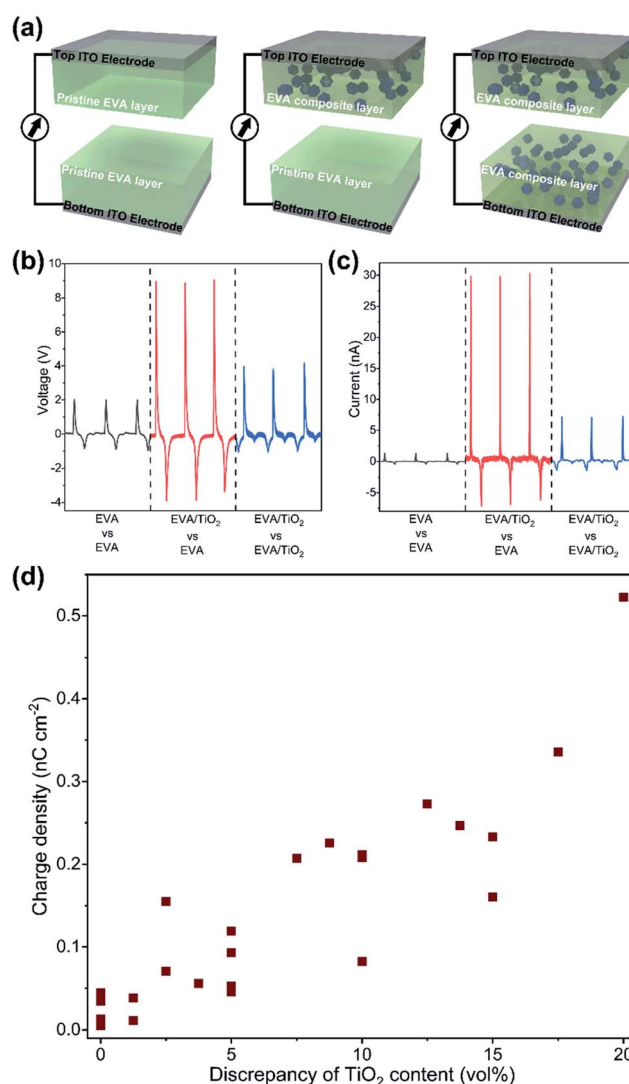 (a)
Top ITO Electrode
Top ITO Electrode
Top ITO Electrode
Pristine EVA layer
EVA composite layer
EVA composite layer
Pristine EVA layer
Pristine EVA layer
EVA composite layer
Bottom ITO Electrode
Bottom ITO Electrode
Bottom ITO Electrode
(b)
10
8
6
4
2
0
-2
-4
Voltage (V)
EVA
vs
EVA
EVA/TiO₂
vs
EVA
EVA/TiO₂
vs
EVA/TiO₂
(c)
30
25
20
15
10
5
0
-5
Current (nA)
EVA
vs
EVA
EVA/TiO₂
vs
EVA
EVA/TiO₂
vs
EVA/TiO₂
(d)
0.5
0.4
0.3
0.2
0.1
0.0
Charge density (nC cm⁻²)
0
5
10
15
20
Discrepancy of TiO₂ content (vol%)